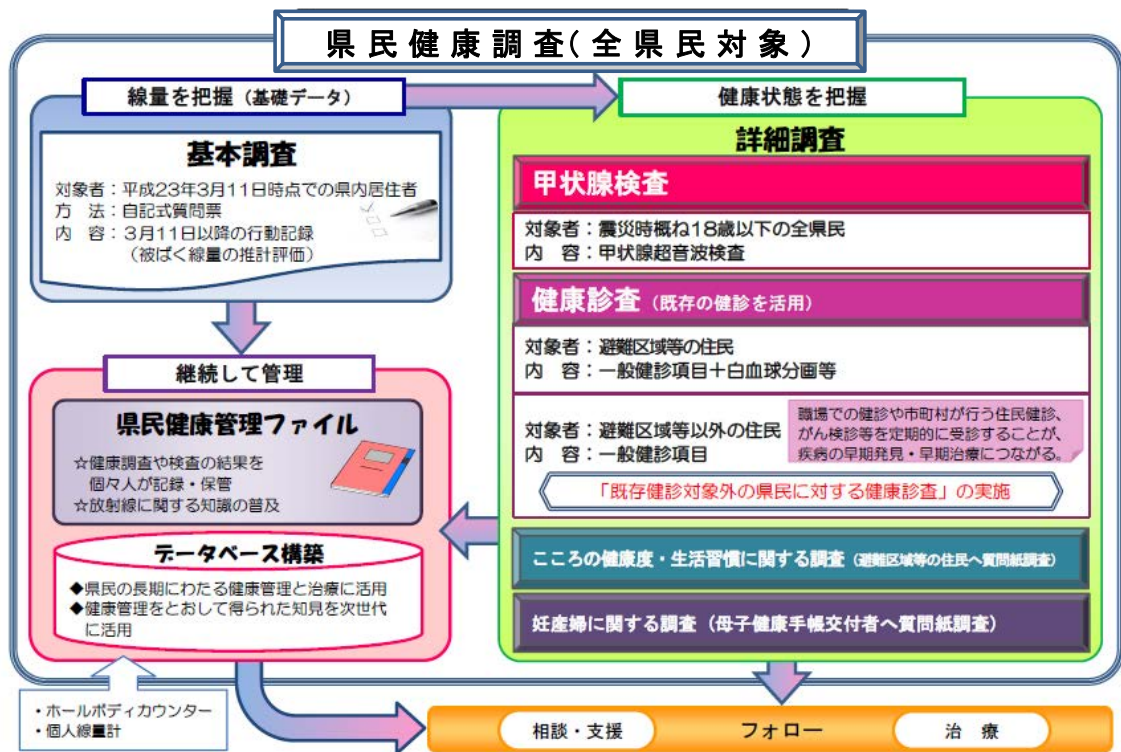 県民健康調査(全県民対象)
線量を把握(基礎データ)
基本調査
対象者:平成23年3月11日時点での県内居住者
方 法:自記式質問票
内 容:3月11日以降の行動記録
(被ばく線量の推計評価)
継続して管理
県民健康管理ファイル
☆健康調査や検査の結果を
個々人が記録・保管
☆放射線に関する知識の普及
データベース構築
◆県民の長期にわたる健康管理と治療に活用
◆健康管理をとおして得られた知見を次世代
に活用
・ホールボディカウンター
・個人線量計
健康状態を把握
詳細調査
甲状腺検査
対象者:震災時概ね18歳以下の全県民
内 容:甲状腺超音波検査
健康診査(既存の健診を活用)
対象者:避難区域等の住民
内 容:一般健診項目+白血球分画等
対象者:避難区域等以外の住民
内 容:一般健診項目
職場での健診や市町村が行う住民健診、
がん検診等を定期的に受診することが、
疾病の早期発見・早期治療につながる。
「既存健診対象外の県民に対する健康診査」の実施
こころの健康度・生活習慣に関する調査(避難区域等の住民へ質問紙調査)
妊産婦に関する調査(母子健康手帳交付者へ質問紙調査)
相談・支援
フォロー
治 療